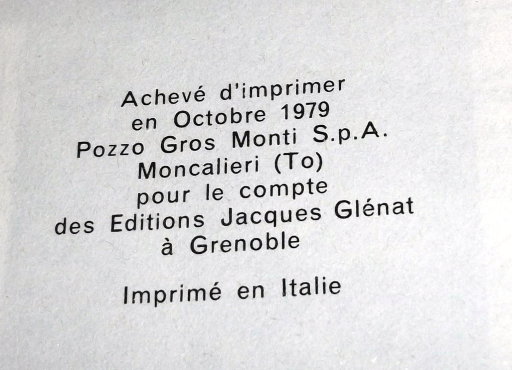 Achevé d'imprimer
en Octobre 1979
Pozzo Gros Monti S.p.A.
Moncalieri (To)
pour le compte
des Editions Jacques Glénat
à Grenoble
Imprimé en Italie